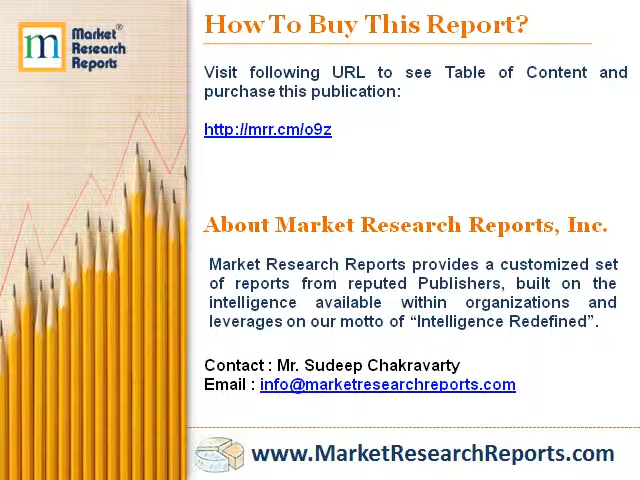 m
Market®
Research
Reports
How To Buy This Report?
Visit following URL to see Table of Content and
purchase this publication:
http://mrr.cm/o9z
About Market Research Reports, Inc.
Market Research Reports provides a customized set
of reports from reputed Publishers, built on the
intelligence available within organizations and
leverages on our motto of “Intelligence Redefined”.
Contact : Mr. Sudeep Chakravarty
Email : info@marketresearchreports.com
www.MarketResearchReports.com